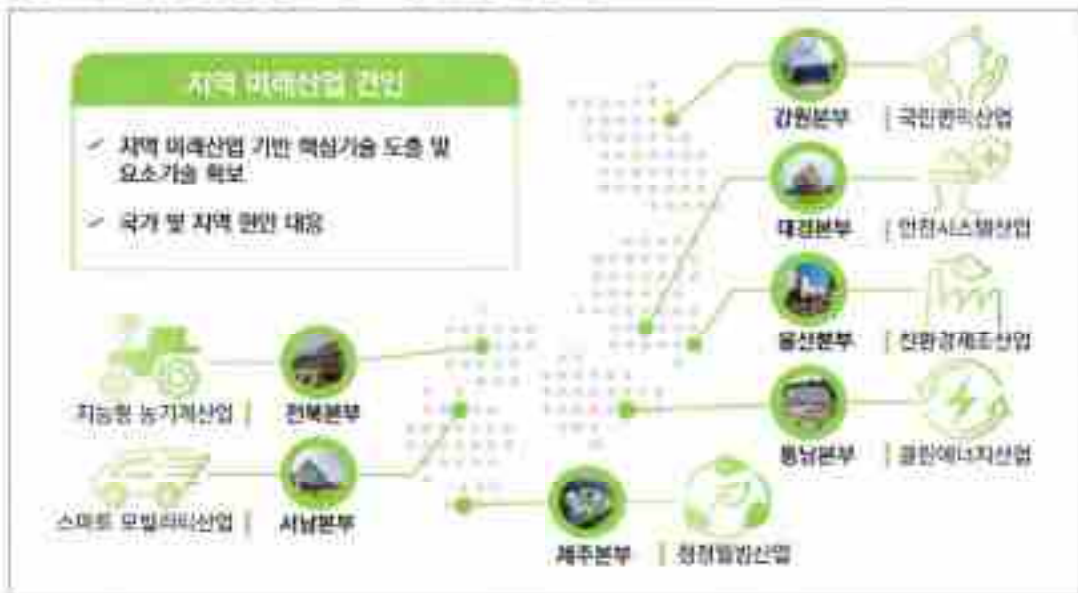 지역 미래산업 견인
지역 미래산업 기반 핵심기술 도출 및
요소기술 확보
국가 및 지역 현안 대응
강원본부 | 국민편익산업
대경본부 | 안전시스템산업
울산본부 | 친환경제조산업
동남본부 | 클린에너지산업
지능형 농기계산업 | 전북본부
스마트 모빌리티산업 | 서남본부
제주본부 | 청정웰빙산업